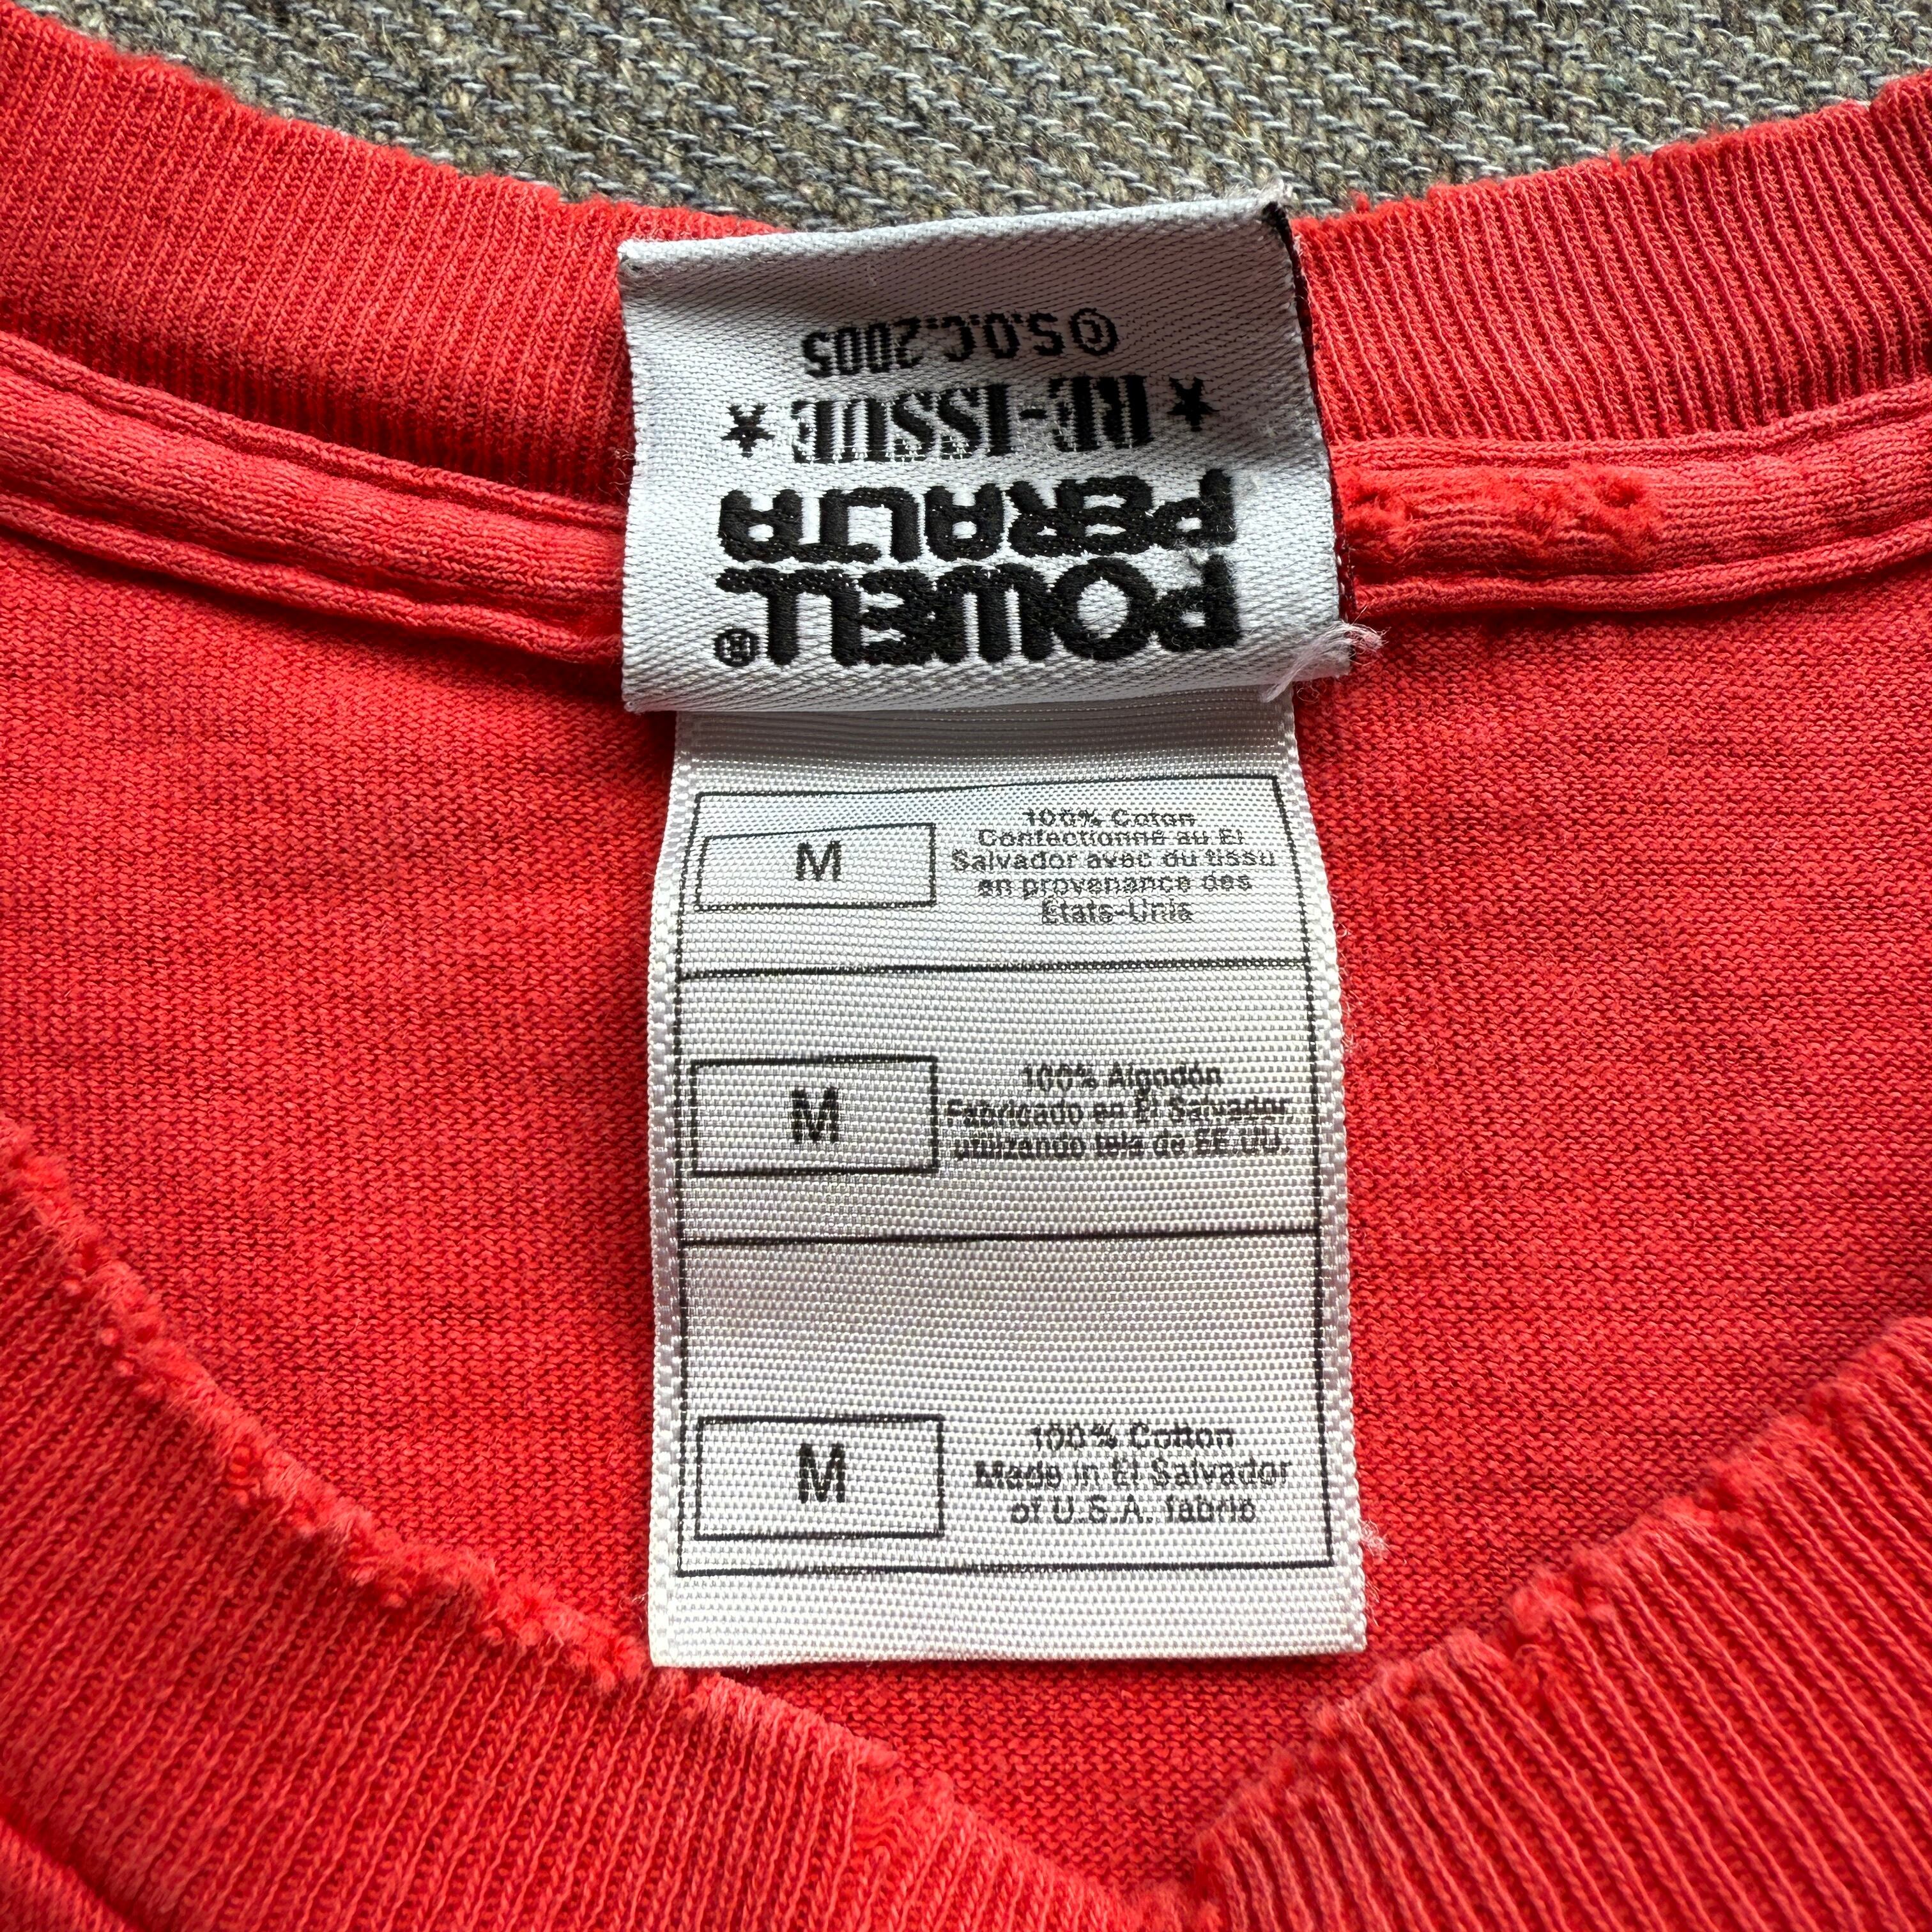 POWELL®
PERALTA
★ RE-ISSUE ★
©S.O.C.2005
M
100% Coton
Confectionné au El
Salvador avec du tissu
en provenance des
États-Unis
M
100% Algodón
Fabricado en El Salvador
utilizando tela de EE.UU.
M
100% Cotton
Made in El Salvador
of U.S.A. fabric